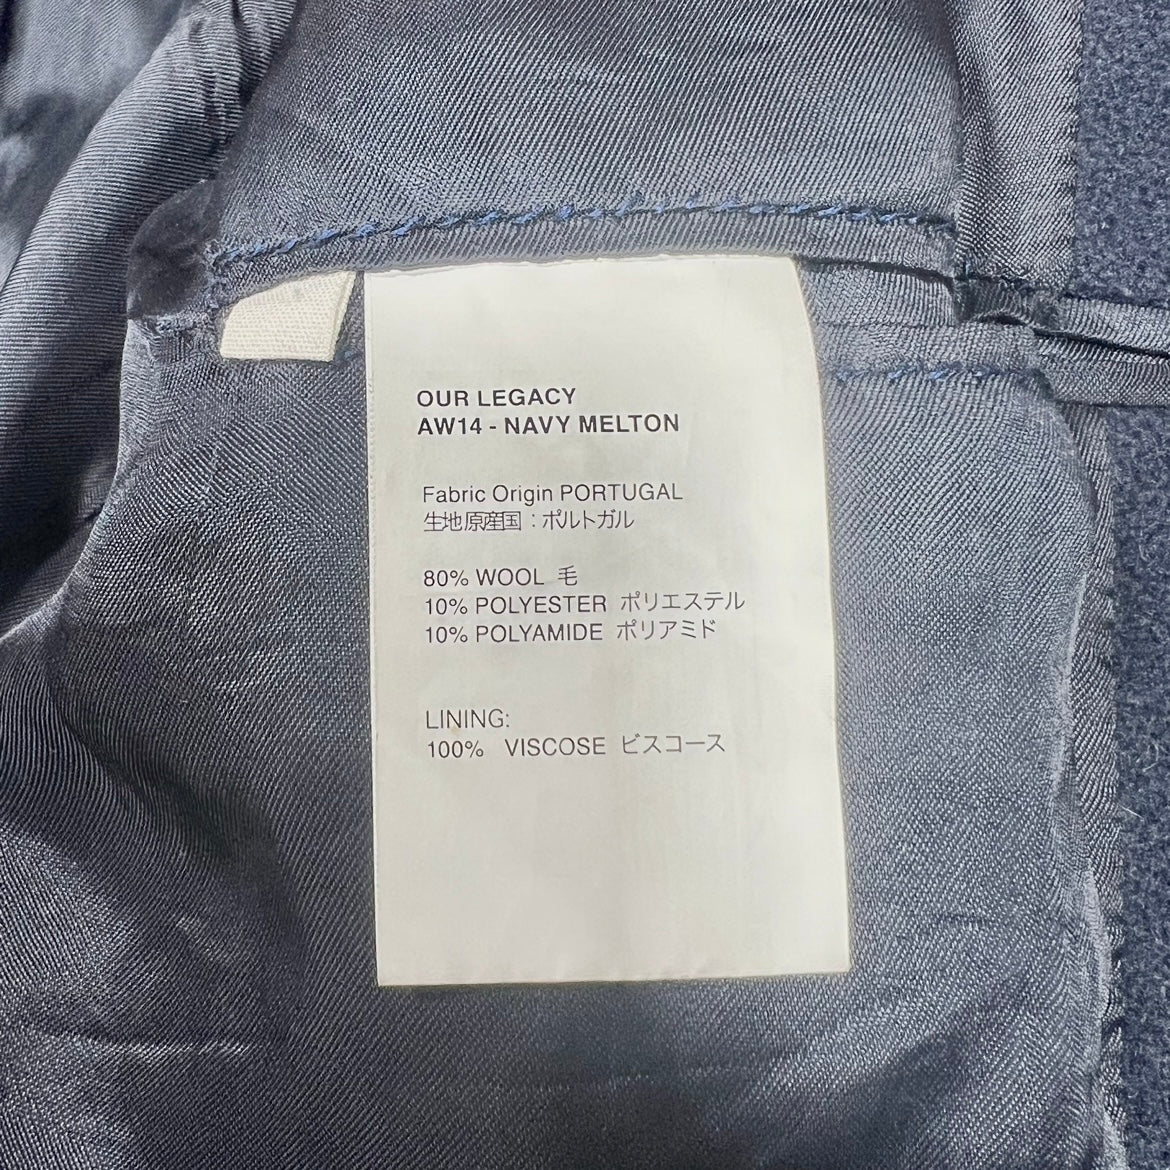 OUR LEGACY
AW14 - NAVY MELTON
Fabric Origin PORTUGAL
生地原産国：ポルトガル
80% WOOL 毛
10% POLYESTER ポリエステル
10% POLYAMIDE ポリアミド
LINING:
100% VISCOSE ビスコース